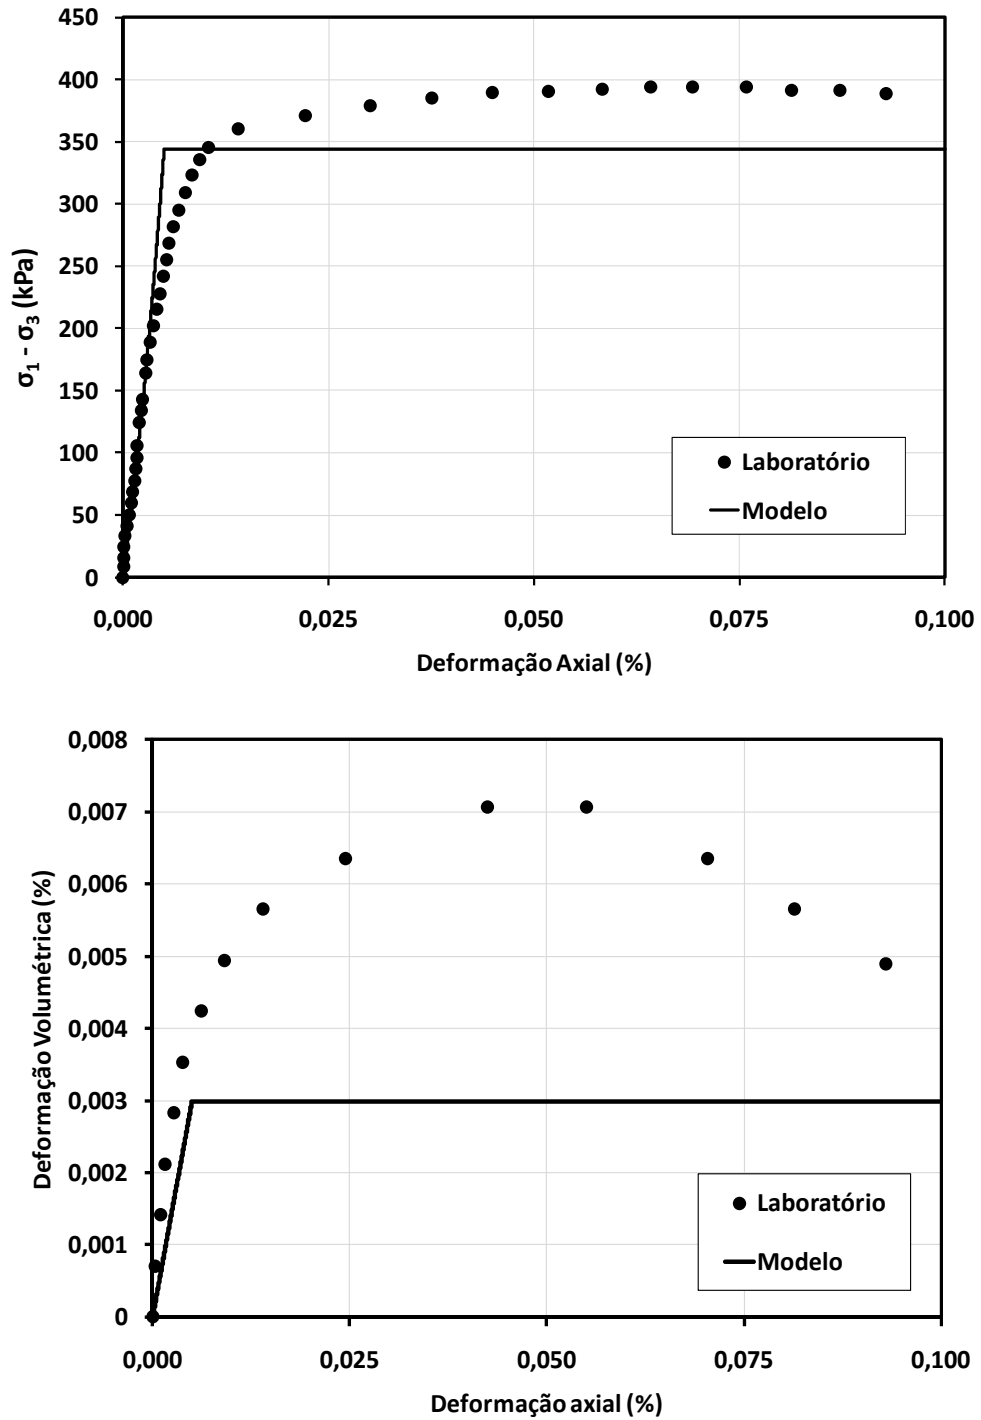 450
400
350
300
250
200
150
100
50
0
σ1 - σ3 (kPa)
Laboratório
Modelo
0,000 0,025 0,050 0,075 0,100
Deformação Axial (%)
0,008
0,007
0,006
0,005
0,004
0,003
0,002
0,001
0
Deformação Volumétrica (%)
Laboratório
Modelo
0,000 0,025 0,050 0,075 0,100
Deformação axial (%)